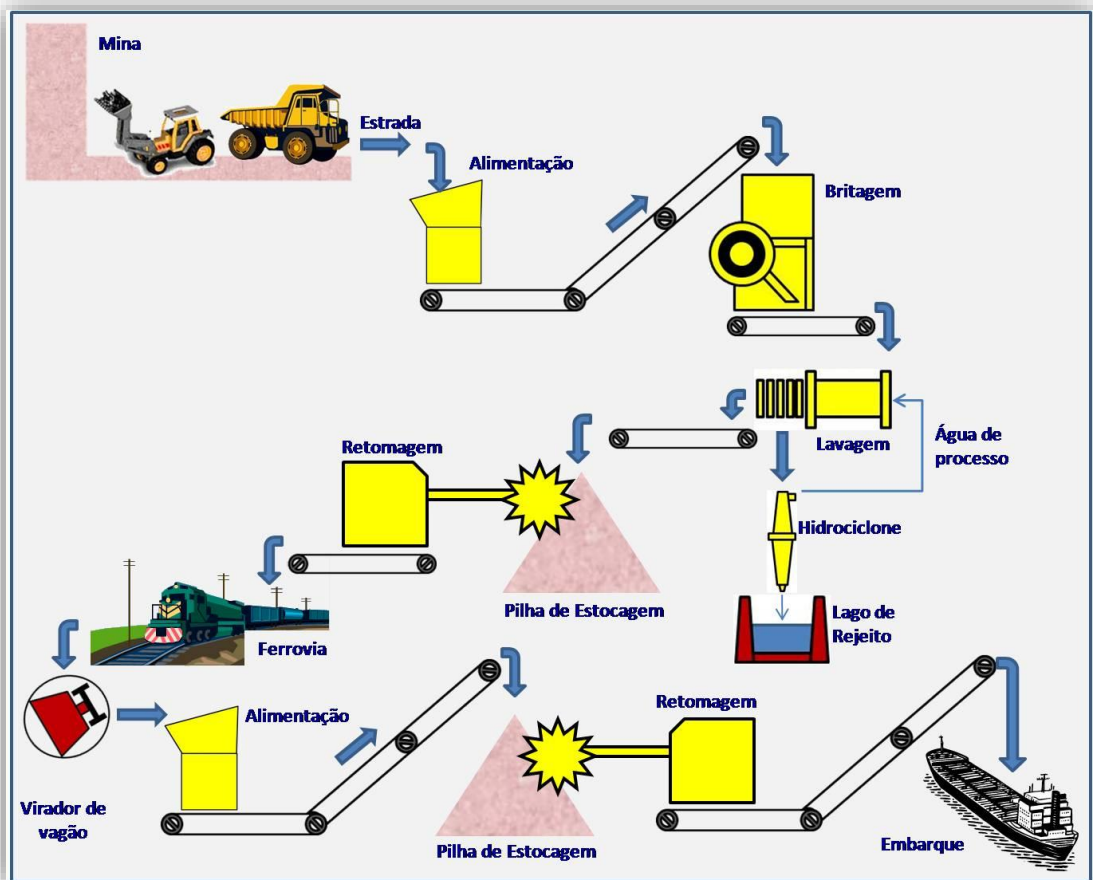 Mina
Estrada
Alimentação
Britagem
Lavagem
Água de
processo
Retomagem
Hidrociclone
Pilha de Estocagem
Lago de
Rejeito
Ferrovia
Alimentação
Retomagem
Virador de
vagão
Pilha de Estocagem
Embarque